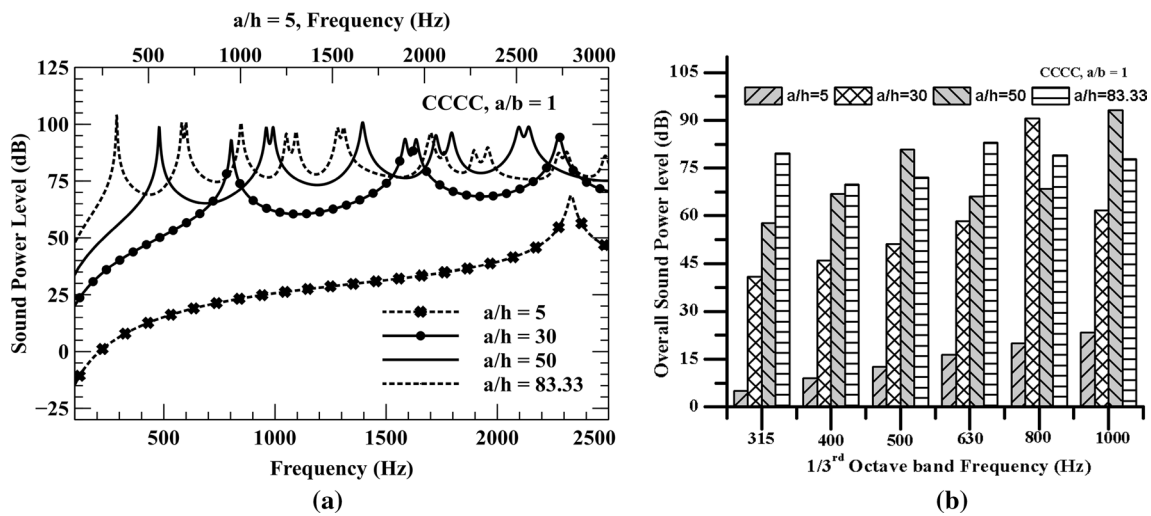 (a)
a/h = 5, Frequency (Hz)
500 1000 1500 2000 2500 3000
CCCC, a/b = 1
Sound Power Level (dB)
125
100
75
50
25
0
−25
a/h = 5
a/h = 30
a/h = 50
a/h = 83.33
500 1000 1500 2000 2500
Frequency (Hz)
(a)
(b)
CCCC, a/b = 1
a/h=5 a/h=30 a/h=50 a/h=83.33
Overall Sound Power level (dB)
105
90
75
60
45
30
15
0
315 400 500 630 800 1000
1/3rd Octave band Frequency (Hz)
(b)